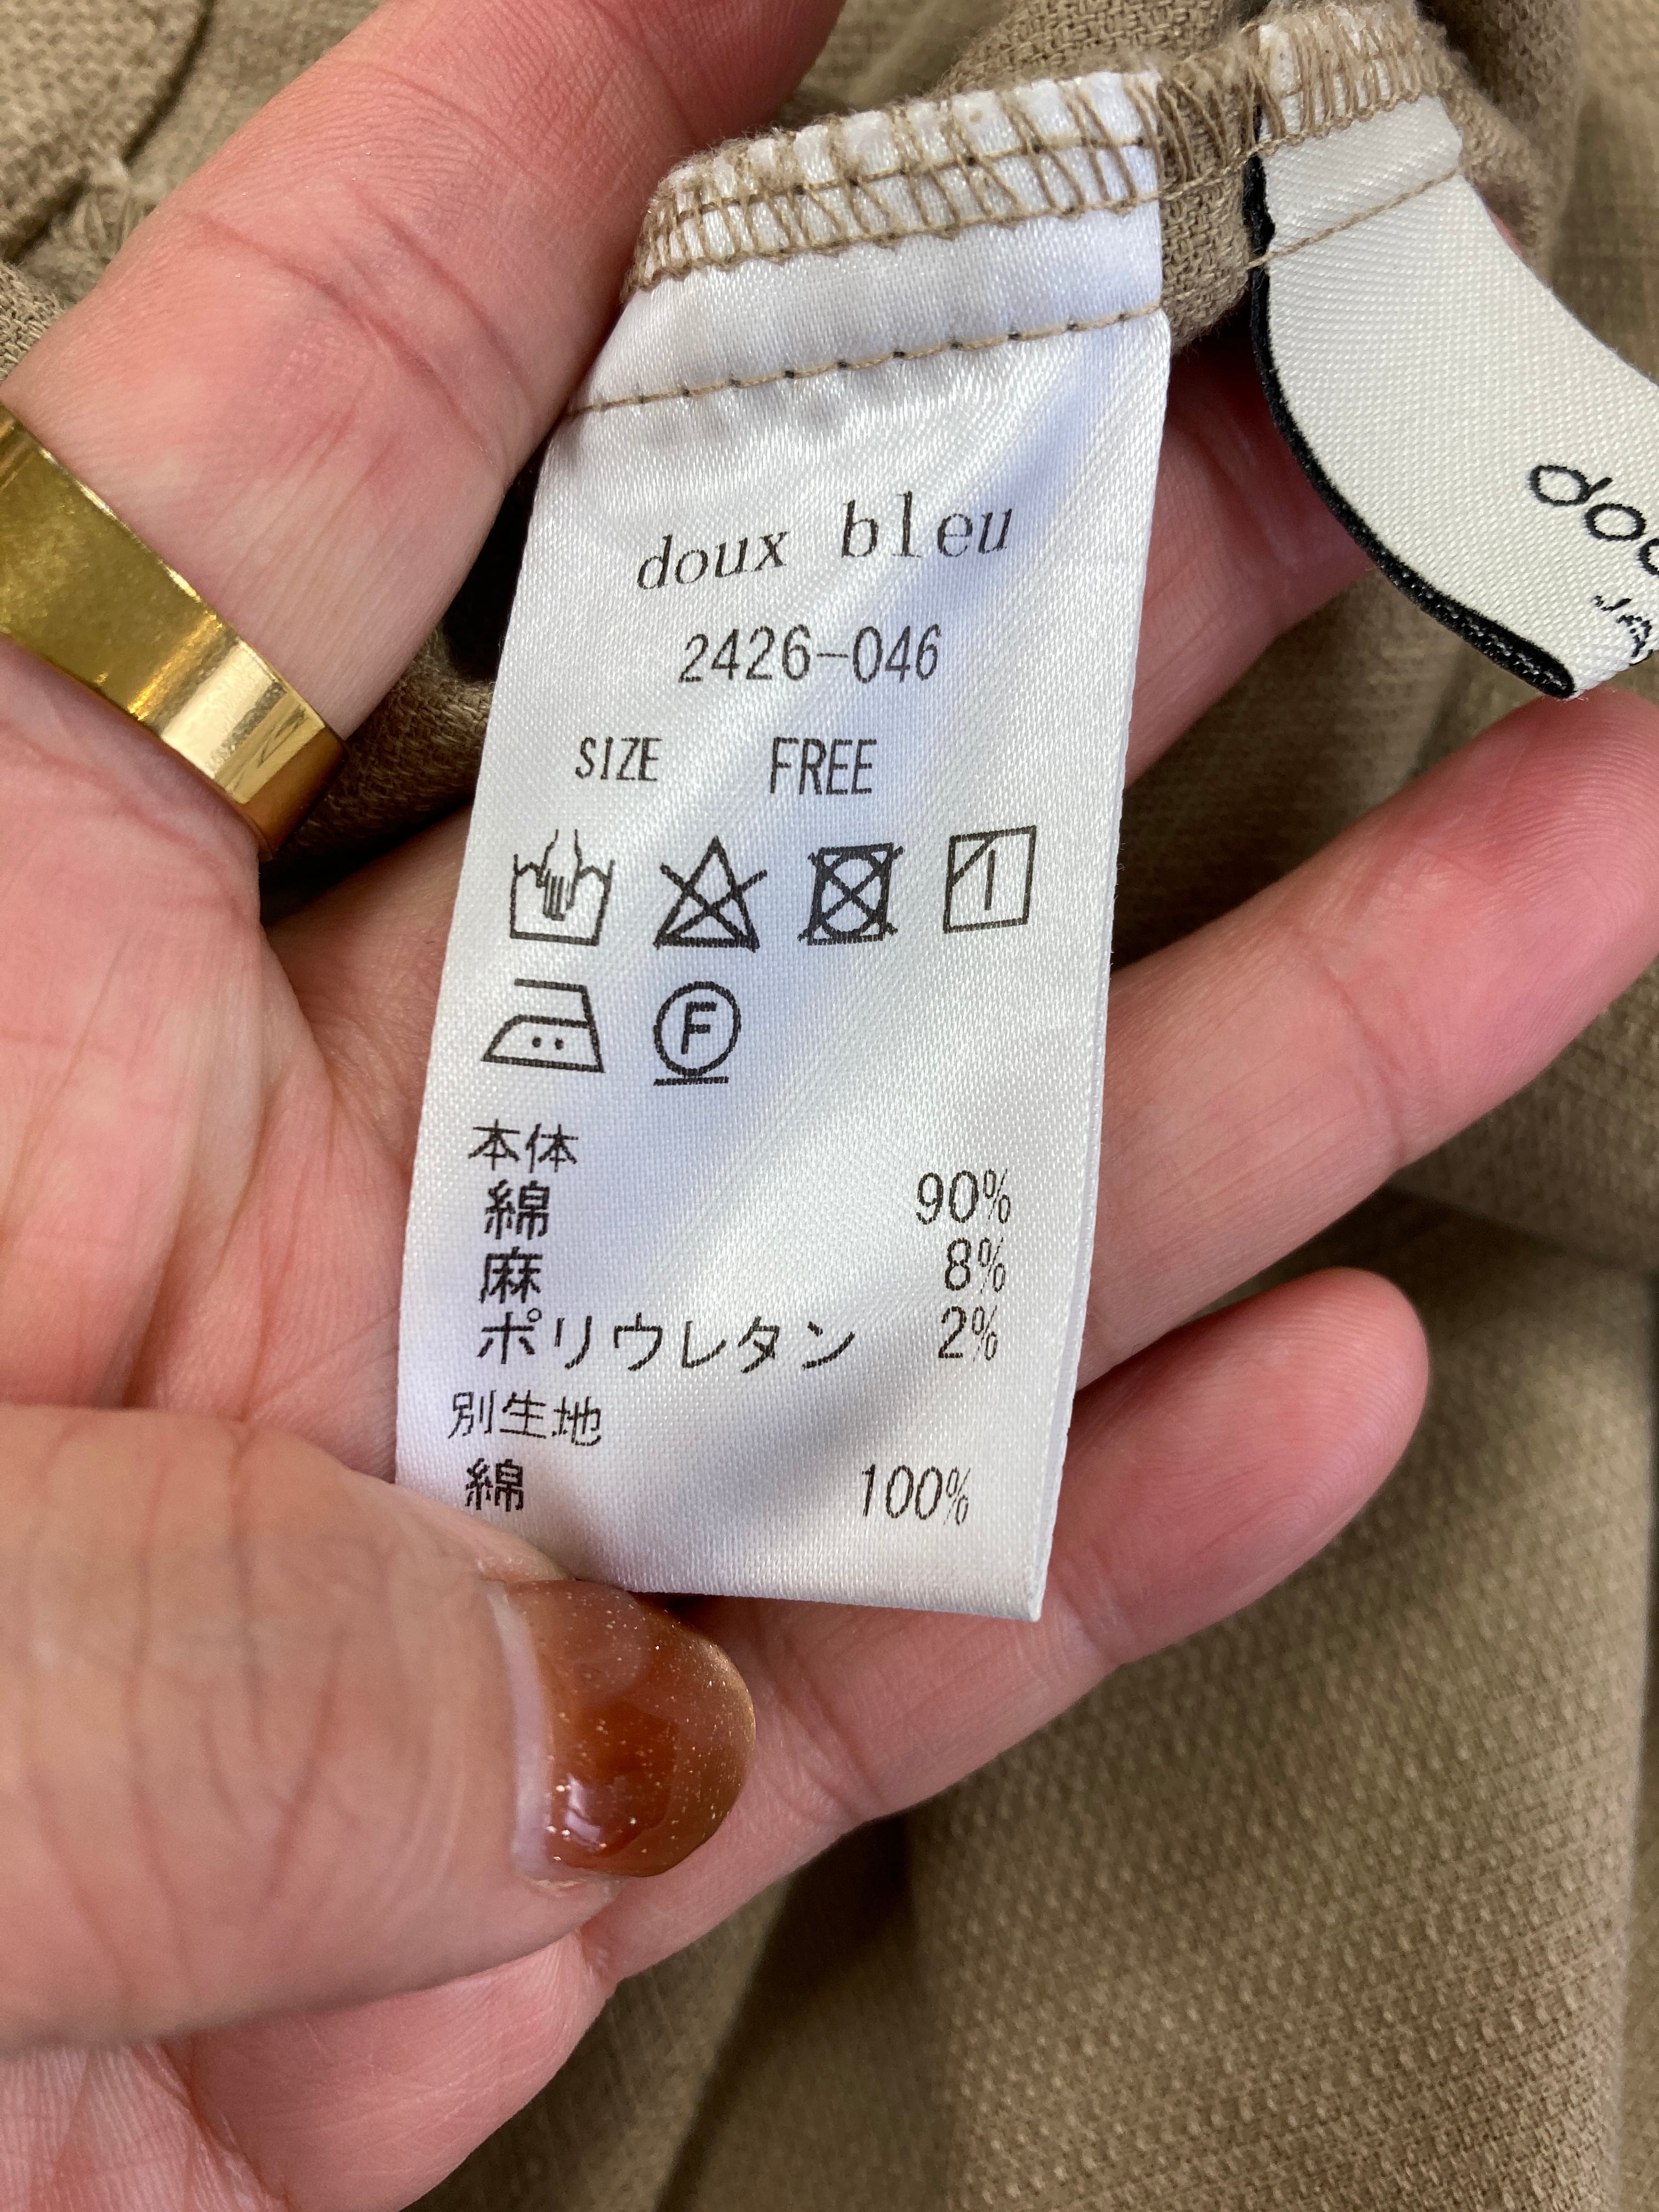 doux bleu
2426-046
SIZE FREE
F
本体
綿 90%
麻 8%
ポリウレタン 2%
別生地
綿 100%